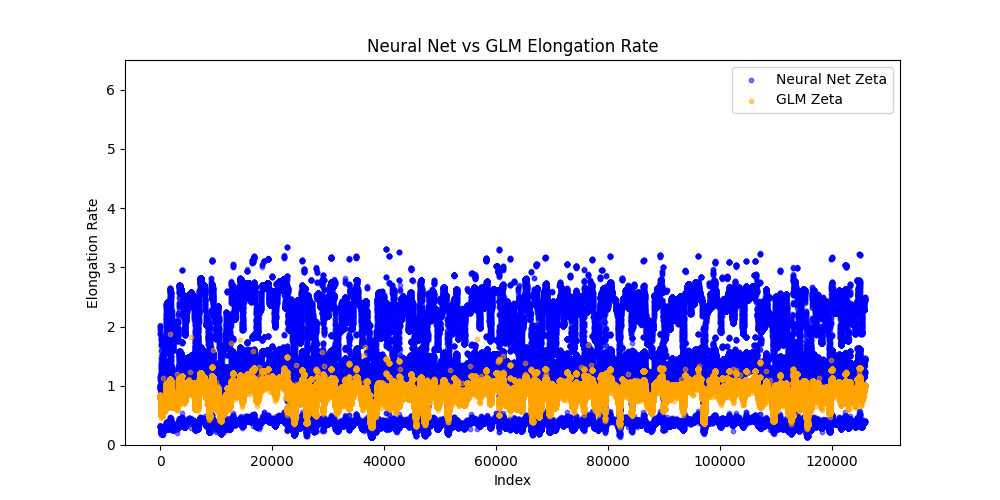 Neural Net vs GLM Elongation Rate
Neural Net Zeta
GLM Zeta
Elongation Rate
6
5
4
3
2
1
0
0 20000 40000 60000 80000 100000 120000
Index